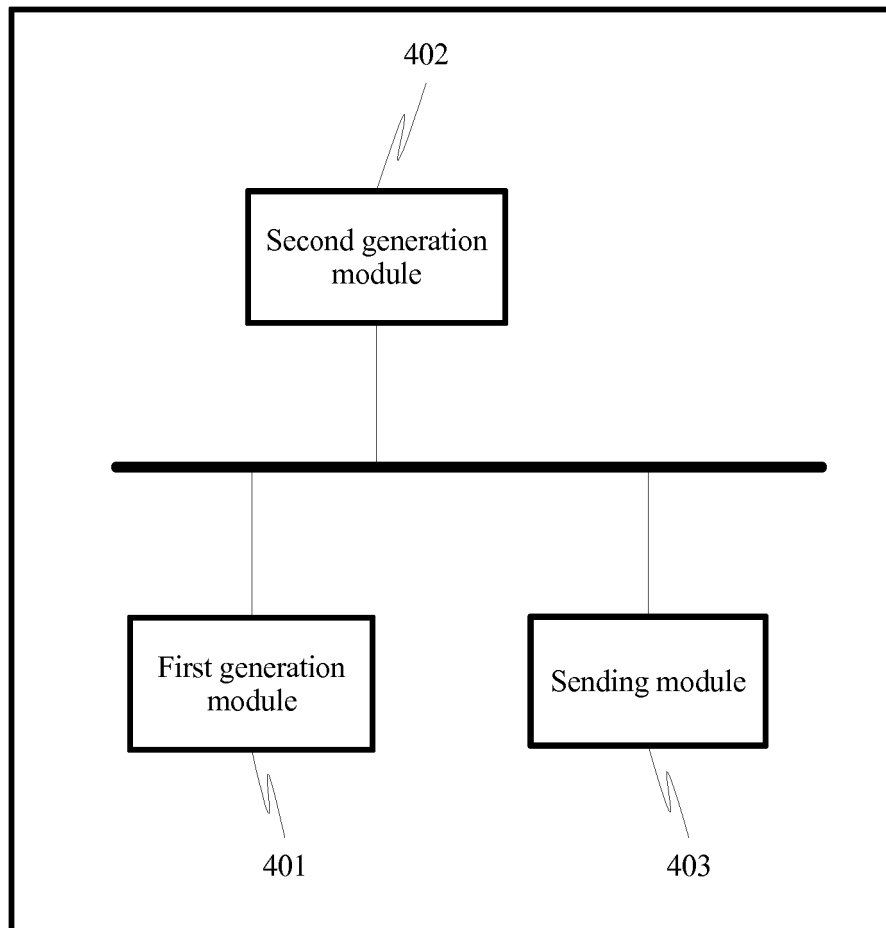 402
Second generation
module
First generation
module
Sending module
401
403